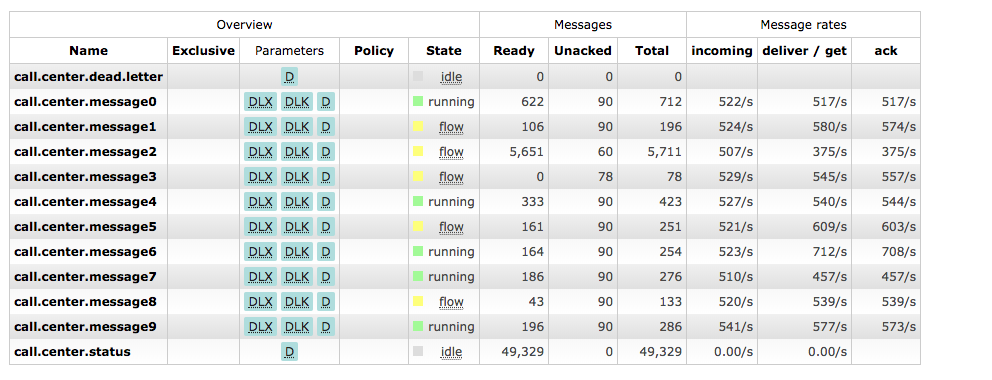 Overview Messages Message rates
Name Exclusive Parameters Policy State Ready Unacked Total incoming deliver / get ack
call.center.dead.letter D idle 0 0 0
call.center.message0 DLX DLK D running 622 90 712 522/s 517/s 517/s
call.center.message1 DLX DLK D flow 106 90 196 524/s 580/s 574/s
call.center.message2 DLX DLK D flow 5,651 60 5,711 507/s 375/s 375/s
call.center.message3 DLX DLK D flow 0 78 78 529/s 545/s 557/s
call.center.message4 DLX DLK D running 333 90 423 527/s 540/s 544/s
call.center.message5 DLX DLK D flow 161 90 251 521/s 609/s 603/s
call.center.message6 DLX DLK D running 164 90 254 523/s 712/s 708/s
call.center.message7 DLX DLK D running 186 90 276 510/s 457/s 457/s
call.center.message8 DLX DLK D flow 43 90 133 520/s 539/s 539/s
call.center.message9 DLX DLK D running 196 90 286 541/s 577/s 573/s
call.center.status D idle 49,329 0 49,329 0.00/s 0.00/s